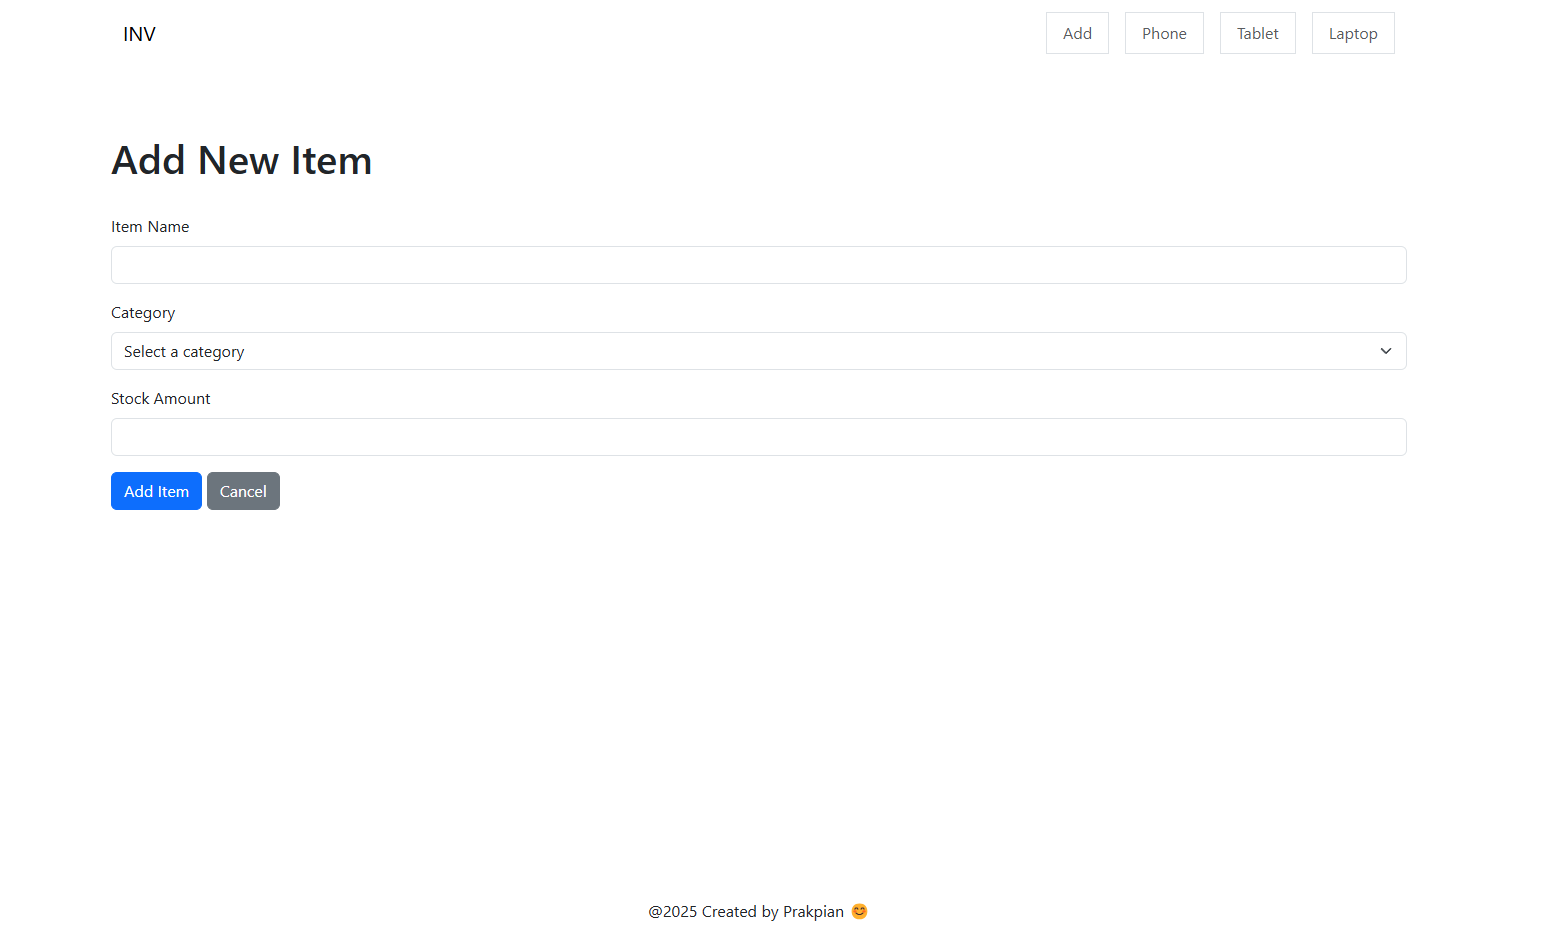 INV
Add
Phone
Tablet
Laptop
Add New Item
Item Name
Category
Select a category
Stock Amount
Add Item
Cancel
@2025 Created by Prakpian 😊